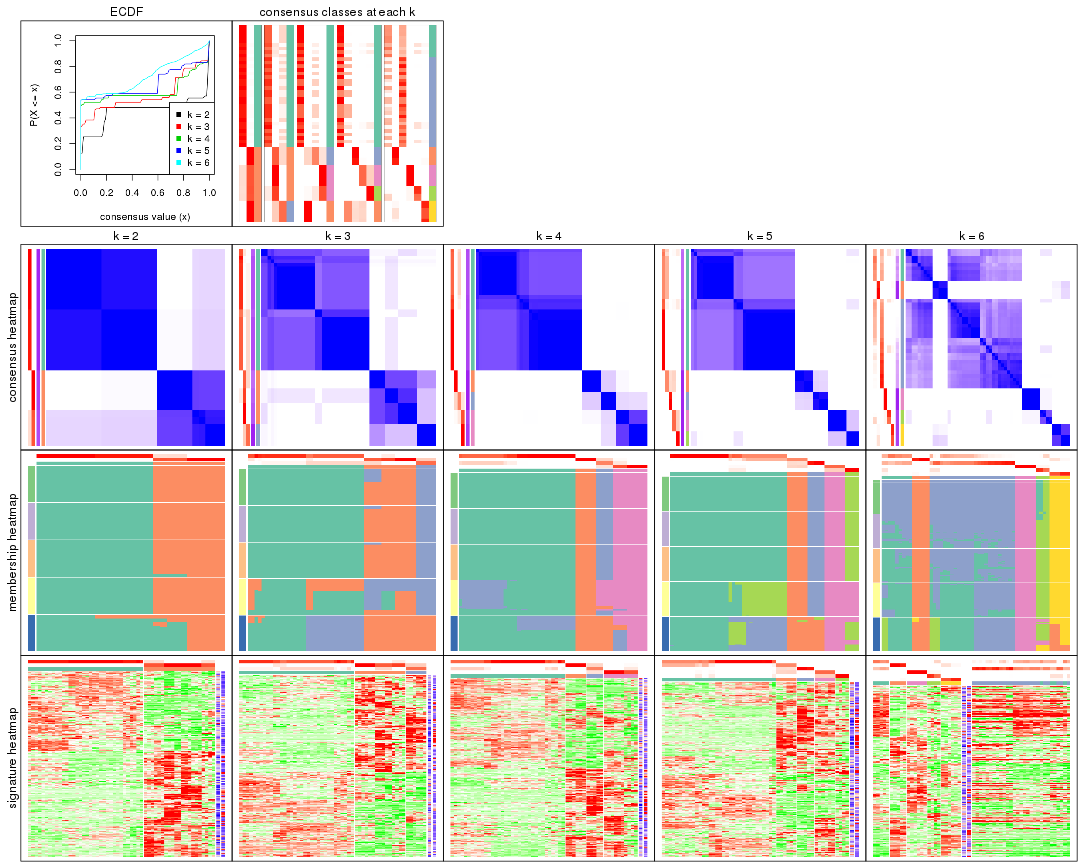 ECDF
consensus classes at each k
P(X <= x)
0.0 0.2 0.4 0.6 0.8 1.0
k = 2
k = 3
k = 4
k = 5
k = 6
0.0 0.2 0.4 0.6 0.8 1.0
consensus value (x)
k = 2 k = 3 k = 4 k = 5 k = 6
consensus heatmap
membership heatmap
signature heatmap